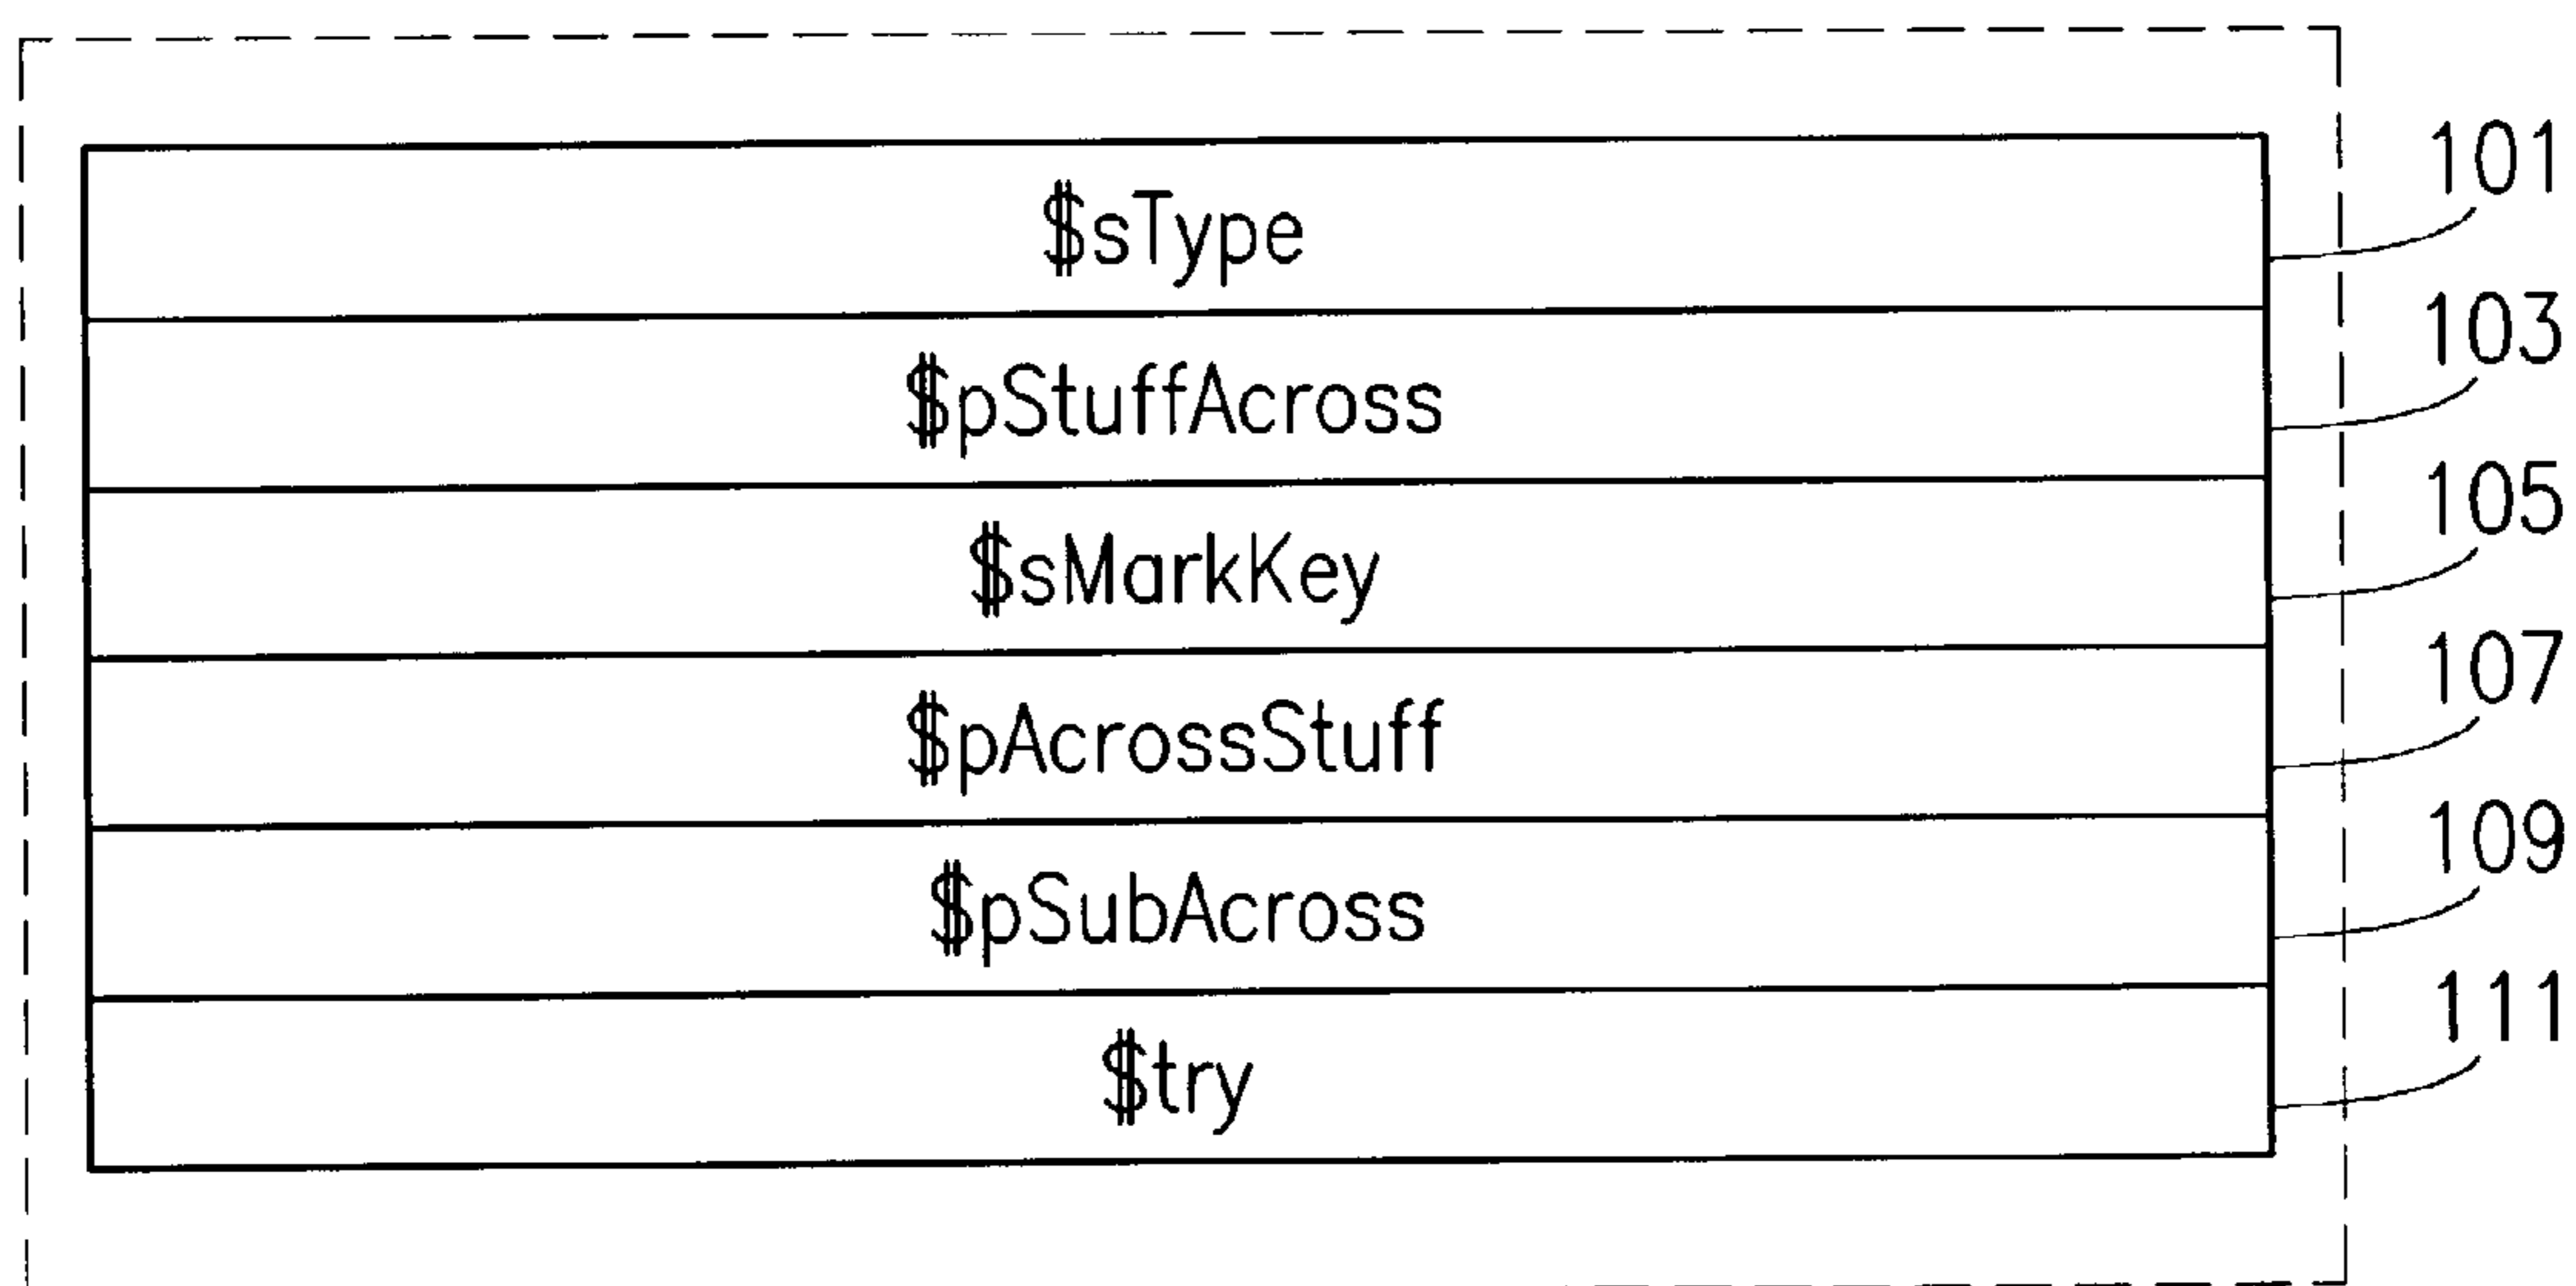 $sType 101
$pStuffAcross 103
$sMarkKey 105
$pAcrossStuff 107
$pSubAcross 109
$try 111